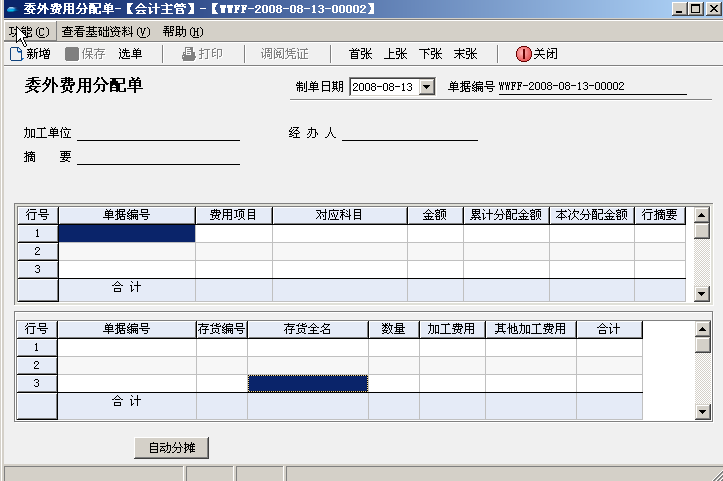 委外费用分配单-【会计主管】-【WWFF-2008-08-13-00002】
功能(C) 查看基础资料(V) 帮助(H)
新增 保存 选单 打印 调阅凭证 首张 上张 下张 末张 关闭
委外费用分配单 制单日期 2008-08-13 单据编号 WWFF-2008-08-13-00002
加工单位 经 办 人
摘 要
行号 单据编号 费用项目 对应科目 金额 累计分配金额 本次分配金额 行摘要
1
2
3
合 计
行号 单据编号 存货编号 存货全名 数量 加工费用 其他加工费用 合计
1
2
3
合 计
自动分摊